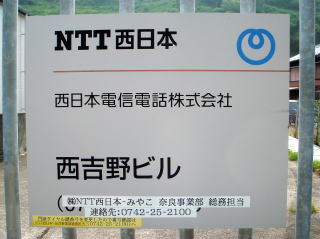 NTT西日本
西日本電信電話株式会社
西吉野ビル
(07
㈱NTT西日本-みやこ 奈良事業部 総務担当
連絡先:0742-25-2100